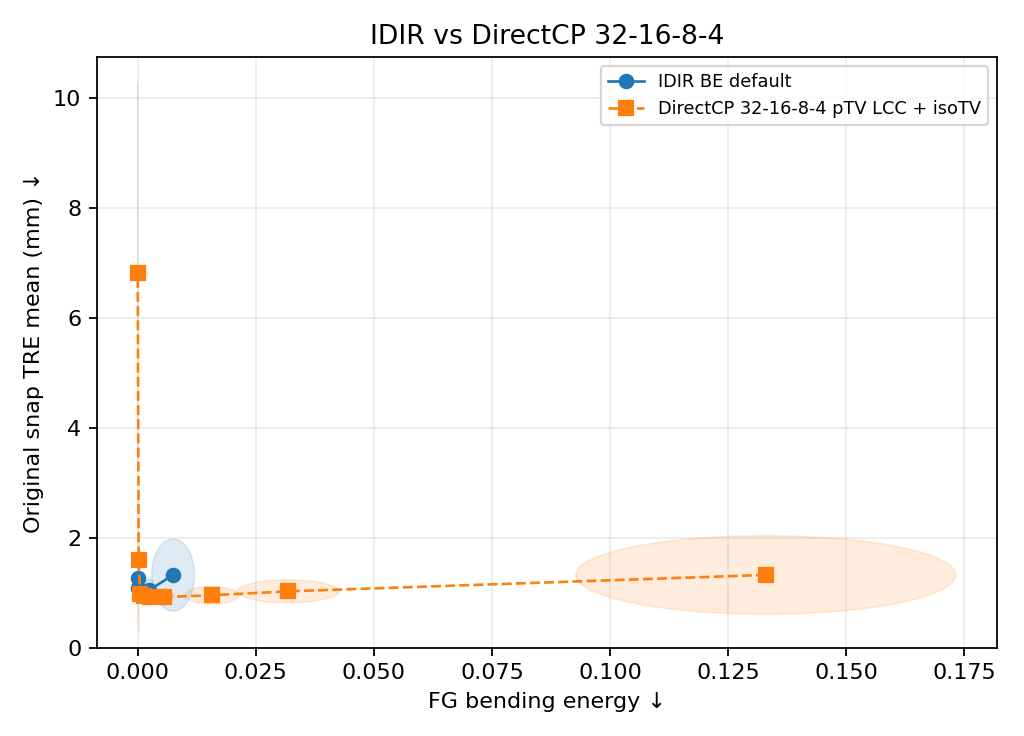 IDIR vs DirectCP 32-16-8-4
IDIR BE default
DirectCP 32-16-8-4 pTV LCC + isoTV
Original snap TRE mean (mm) ↓
10
8
6
4
2
0
0.000 0.025 0.050 0.075 0.100 0.125 0.150 0.175
FG bending energy ↓